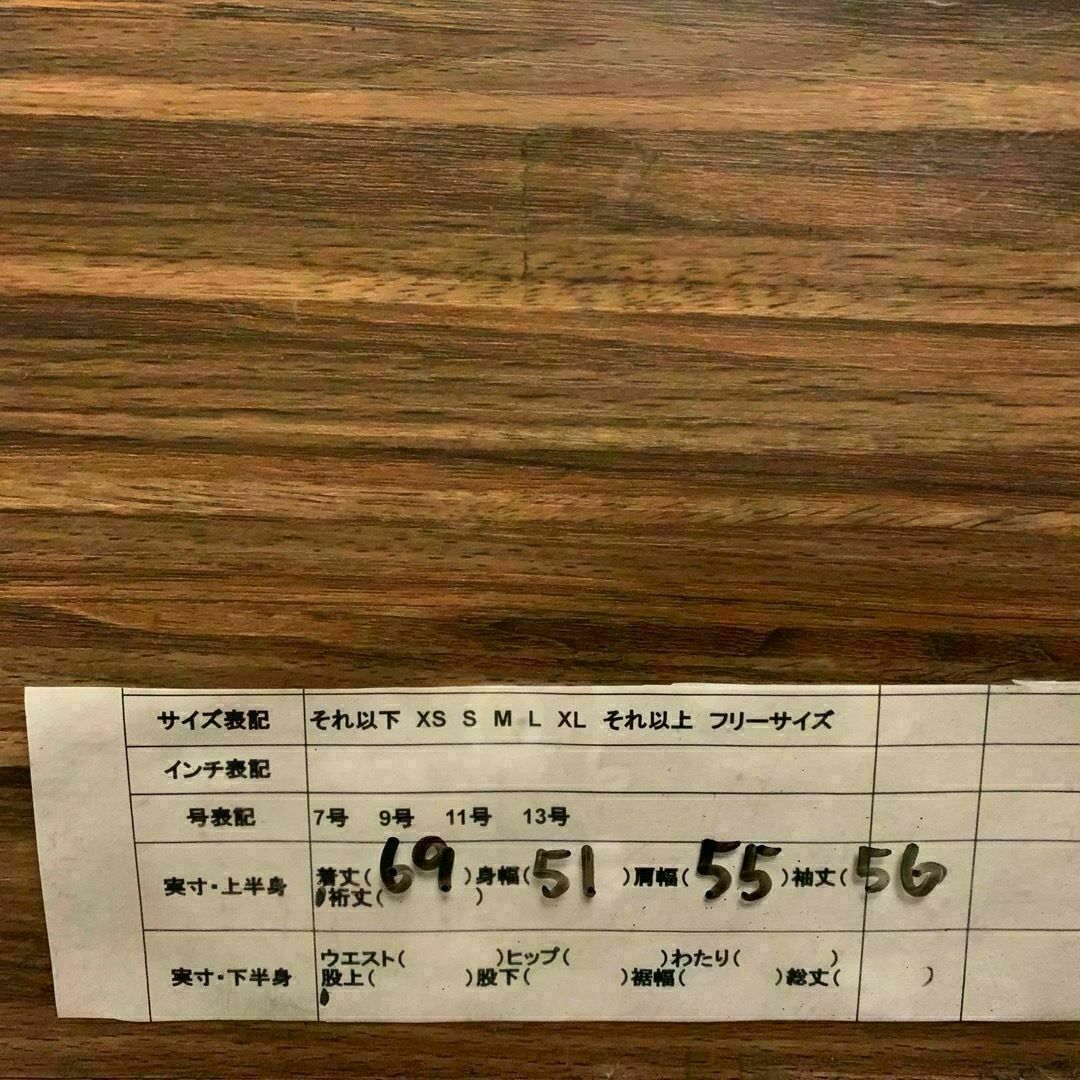 サイズ表記 それ以下 XS S M L XL それ以上 フリーサイズ
インチ表記
号表記 7号 9号 11号 13号
実寸・上半身 着丈(69)身幅(51)肩幅(55)袖丈(56
裄丈( )
実寸・下半身 ウエスト( )ヒップ( )わたり( )
股上( )股下( )裾幅( )総丈( )